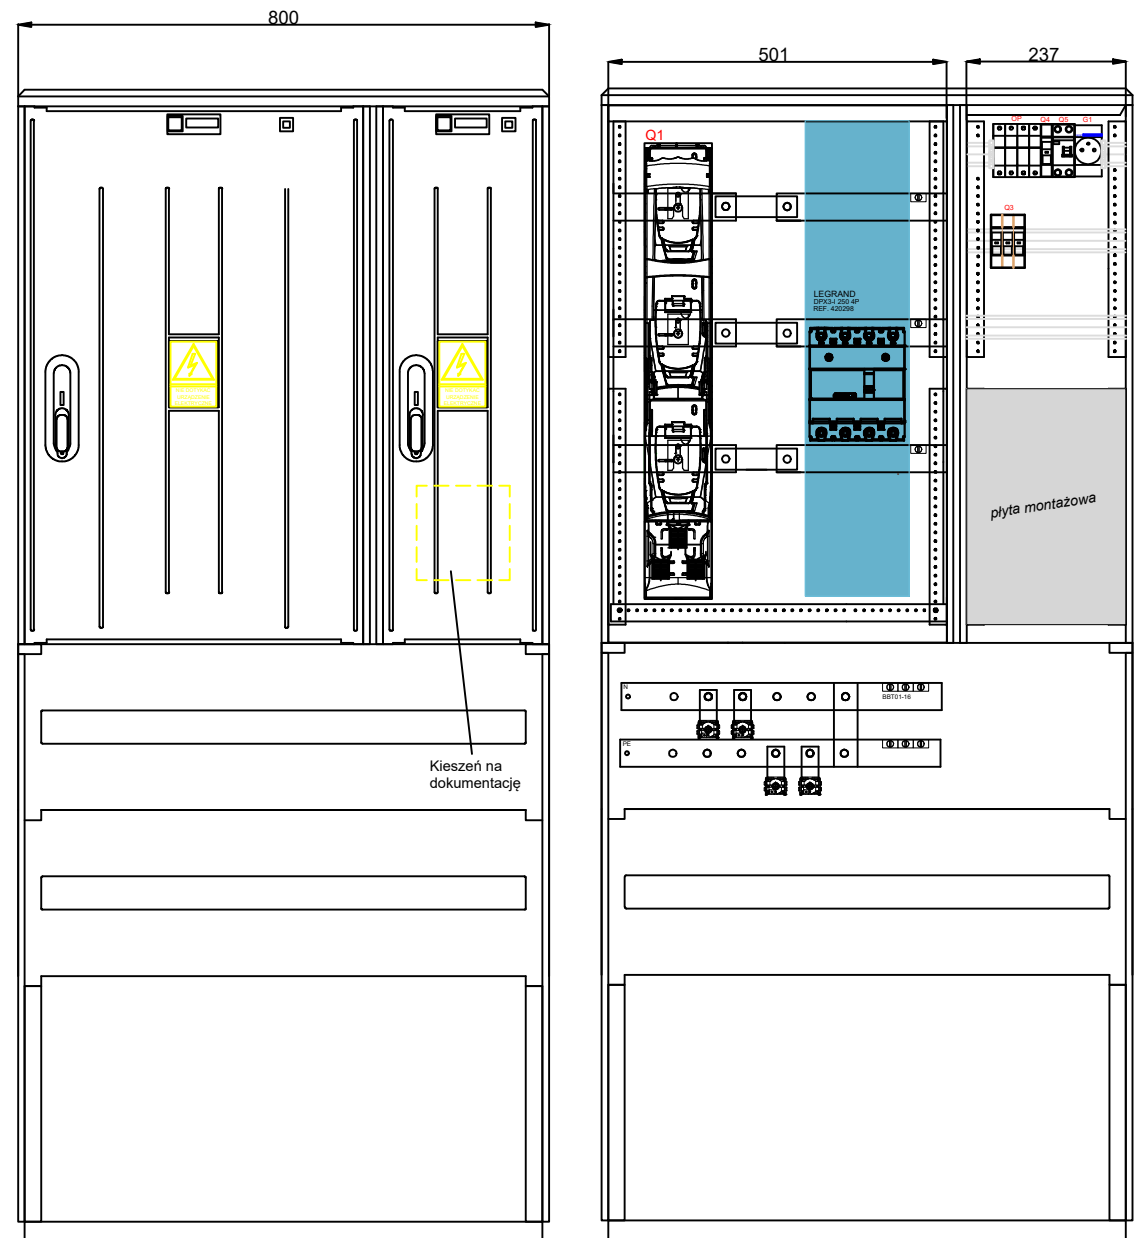 800
501
237
Q1
OP
Q4
Q5
G1
Q3
LEGRAND
DPX3-I 250 4P
REF. 420298
płyta montażowa
N
BBT01-16
PE
Kieszeń na
dokumentację